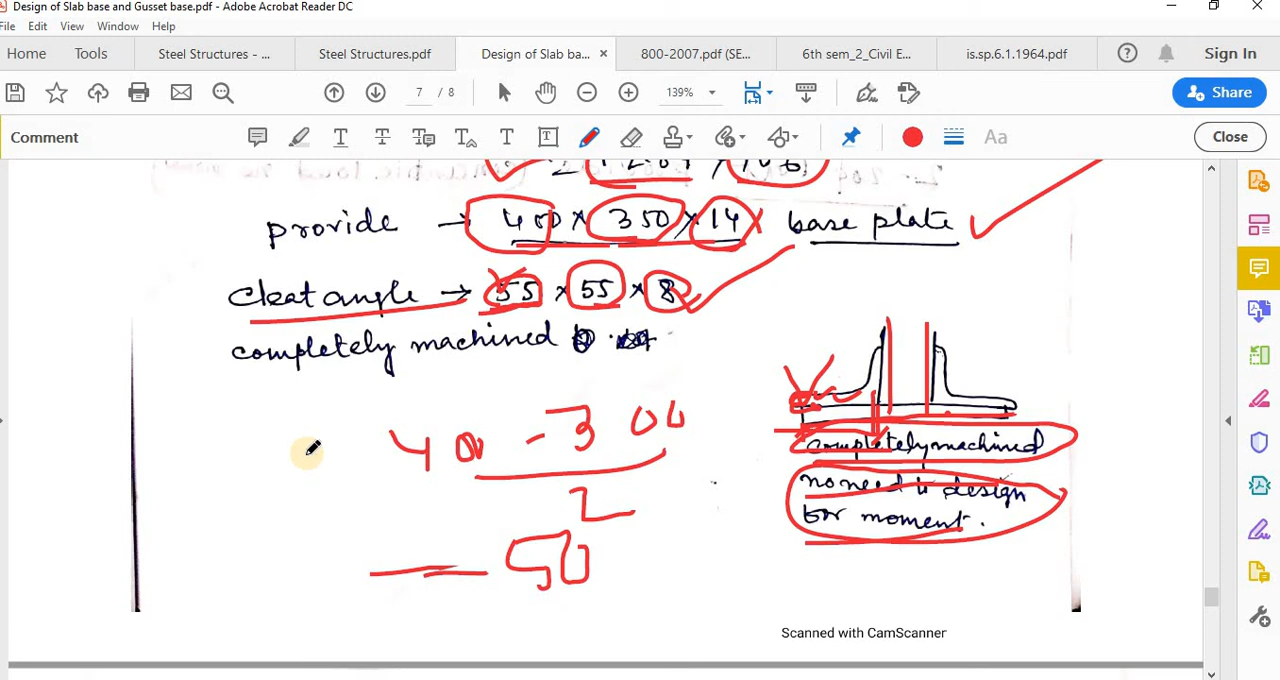 Design of Slab base and Gusset base.pdf - Adobe Acrobat Reader DC
File Edit View Window Help
Home Tools Steel Structures - ... Steel Structures.pdf Design of Slab ba... × 800-2007.pdf (SE... 6th sem_2_Civil E... is.sp.6.1.1964.pdf Sign In
7 / 8 139% Share
Comment Close
provide → 400 × 350 × 14 base plate
cleat angle → 55 × 55 × 8
completely machined
400 - 300
2
50
completely machined
no need to design
for moment.
Scanned with CamScanner